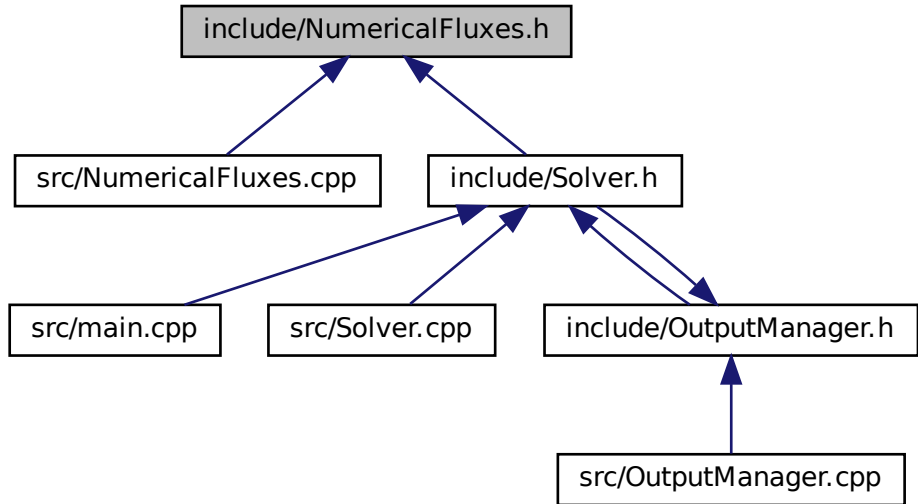 include/NumericalFluxes.h
src/NumericalFluxes.cpp
include/Solver.h
src/main.cpp
src/Solver.cpp
include/OutputManager.h
src/OutputManager.cpp